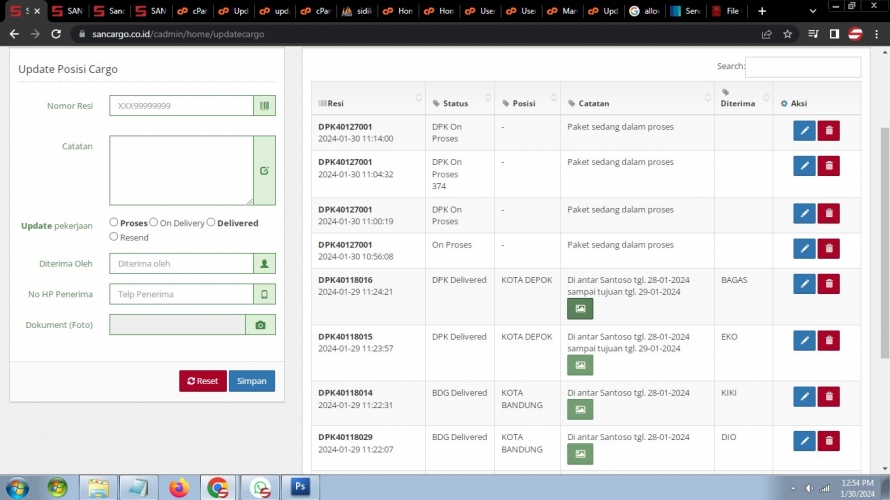 S
SAN
Sanc
SAN
cPar
Upd
upda
cPar
sidik
Hon
Hon
User
User
Mar
Upd
allo
Serv
File
sancargo.co.id/cadmin/home/updatecargo
Update Posisi Cargo
Nomor Resi
XXX99999999
Catatan
Update pekerjaan
Proses On Delivery Delivered
Resend
Diterima Oleh
Diterima oleh
No HP Penerima
Telp Penerima
Dokument (Foto)
Reset
Simpan
Search:
Resi Status Posisi Catatan Diterima Aksi
DPK40127001 DPK On - Paket sedang dalam proses
2024-01-30 11:14:00 Proses
DPK40127001 DPK On - Paket sedang dalam proses
2024-01-30 11:04:32 Proses
374
DPK40127001 DPK On - Paket sedang dalam proses
2024-01-30 11:00:19 Proses
DPK40127001 On Proses - Paket sedang dalam proses
2024-01-30 10:56:08
DPK40118016 DPK Delivered KOTA DEPOK Di antar Santoso tgl. 28-01-2024 BAGAS
2024-01-29 11:24:21 sampai tujuan tgl. 29-01-2024
DPK40118015 DPK Delivered KOTA DEPOK Di antar Santoso tgl. 28-01-2024 EKO
2024-01-29 11:23:57 sampai tujuan tgl. 29-01-2024
DPK40118014 BDG Delivered KOTA Di antar Santoso tgl. 28-01-2024 KIKI
2024-01-29 11:22:31 BANDUNG
DPK40118029 BDG Delivered KOTA Di antar Santoso tgl. 28-01-2024 DIO
2024-01-29 11:22:07 BANDUNG
Ps
12:54 PM
1/30/2024